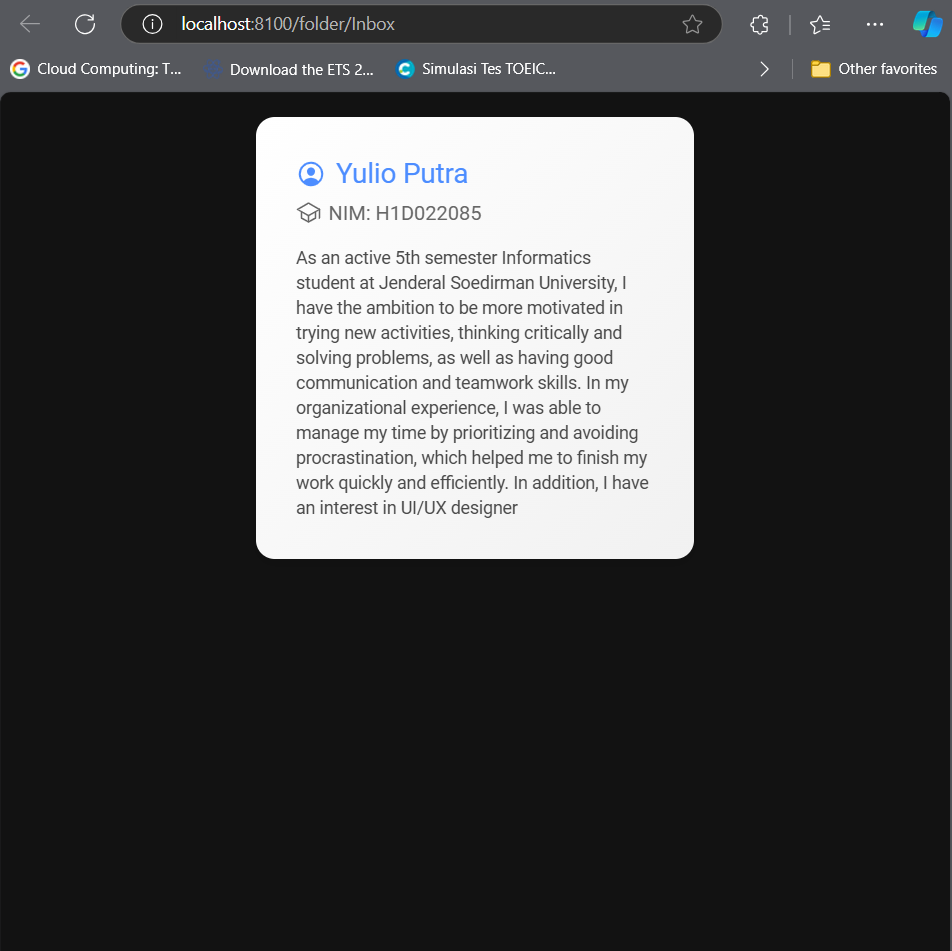 localhost:8100/folder/Inbox
Cloud Computing: T... Download the ETS 2... Simulasi Tes TOEIC... Other favorites
Yulio Putra
NIM: H1D022085
As an active 5th semester Informatics
student at Jenderal Soedirman University, I
have the ambition to be more motivated in
trying new activities, thinking critically and
solving problems, as well as having good
communication and teamwork skills. In my
organizational experience, I was able to
manage my time by prioritizing and avoiding
procrastination, which helped me to finish my
work quickly and efficiently. In addition, I have
an interest in UI/UX designer